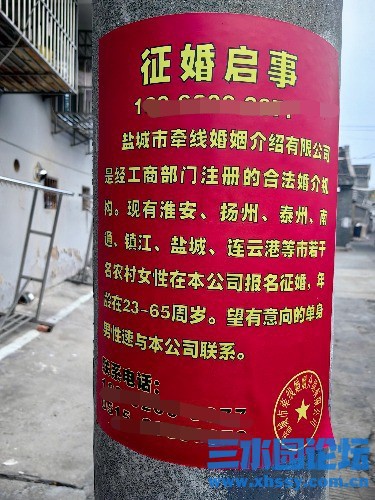 征婚启事
盐城市牵线婚姻介绍有限公司
是经工商部门注册的合法婚介机
构。现有淮安、扬州、泰州、南
通、镇江、盐城、连云港等市若干
名农村女性在本公司报名征婚，年
龄在23-65周岁。望有意向的单身
男性速与本公司联系。
联系电话：
三水园论坛
www.xhssy.com